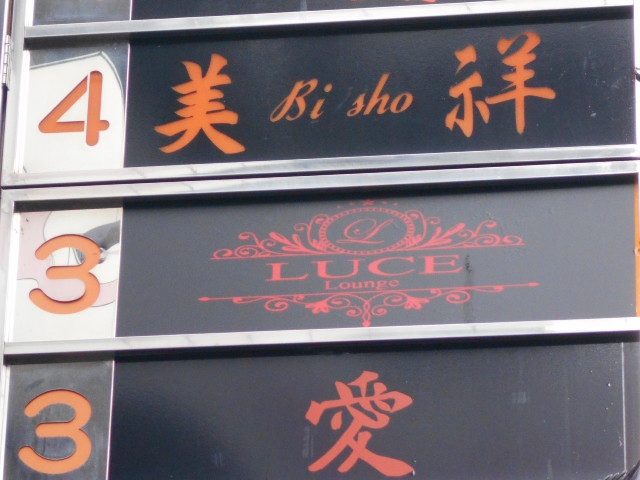 4 美 Bi sho 祥
3
L
LUCE
Lounge
3 愛